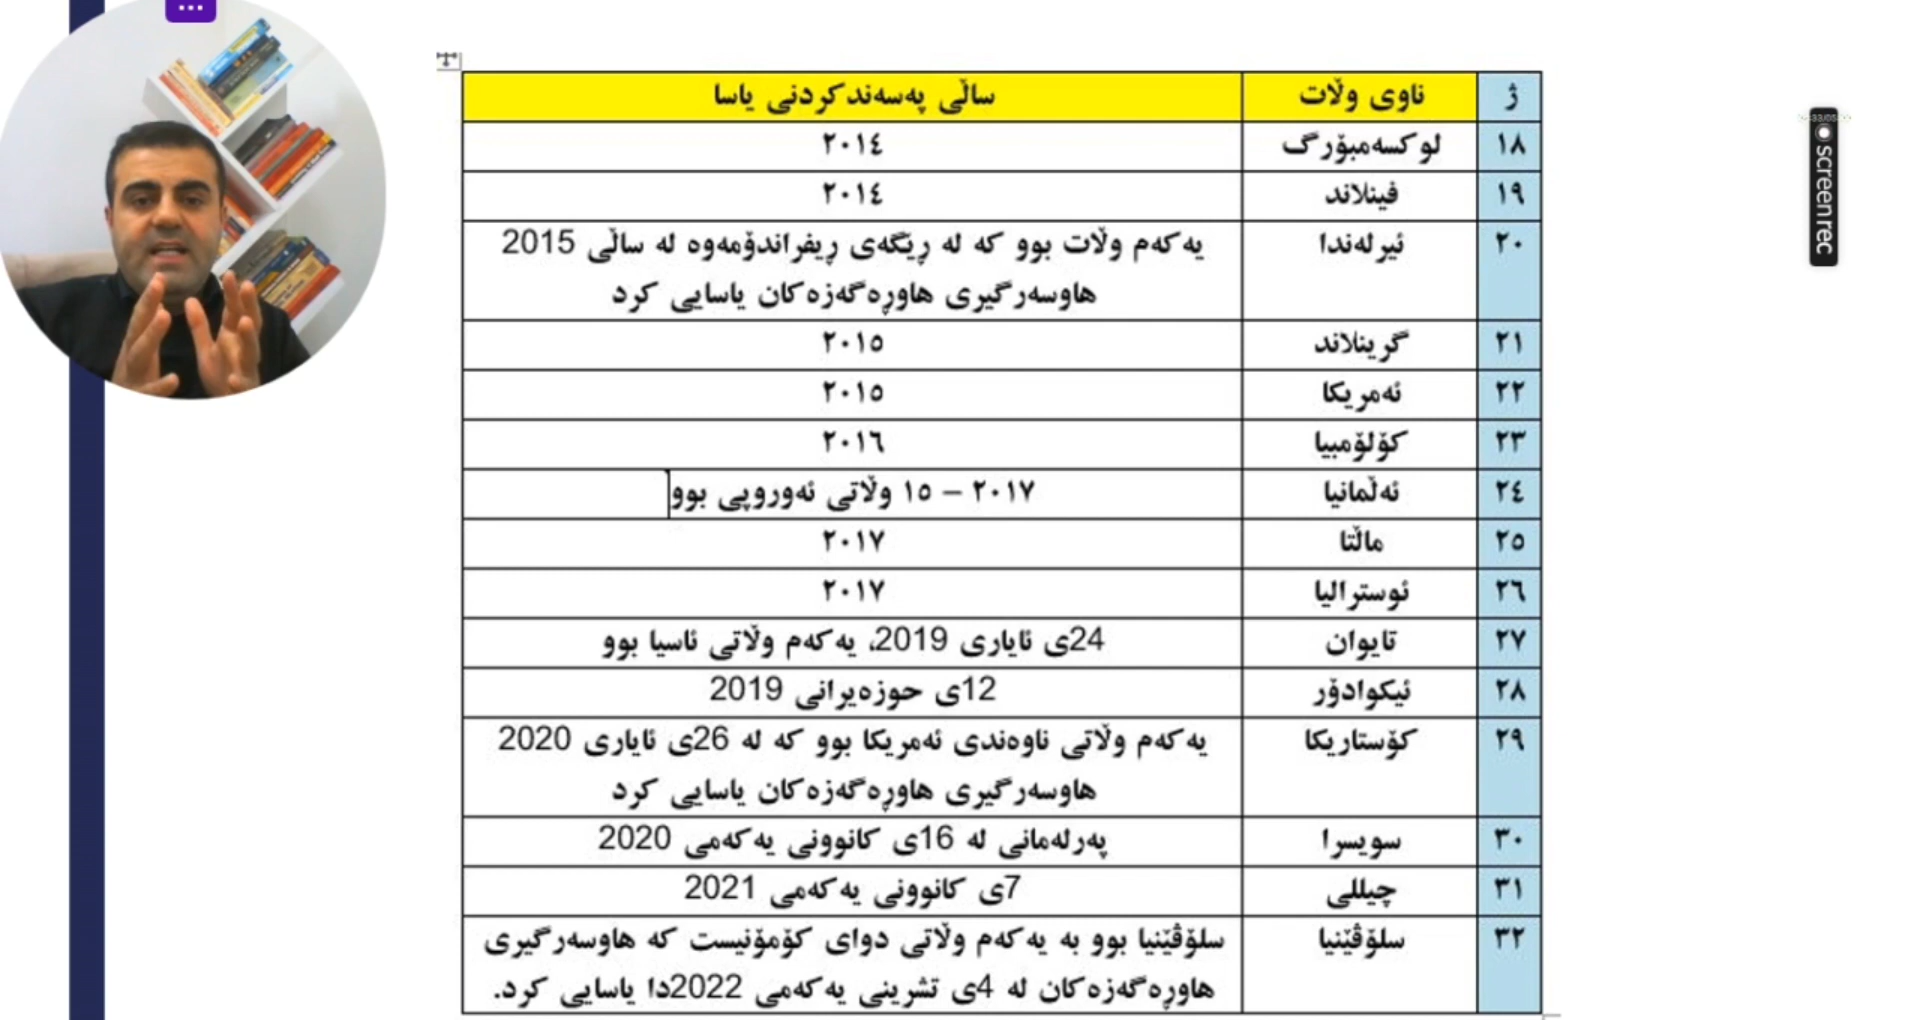 ژ ناوی وڵات ساڵی پەسەندکردنی یاسا
١٨ لوکسەمبۆرگ ٢٠١٤
١٩ فینلاند ٢٠١٤
٢٠ ئیرلەندا یەکەم وڵات بوو کە لە ڕێگەی ڕیفراندۆمەوە لە ساڵی 2015
هاوسەرگیری هاوڕەگەزەکان یاسایی کرد
٢١ گرینلاند ٢٠١٥
٢٢ ئەمریکا ٢٠١٥
٢٣ کۆلۆمبیا ٢٠١٦
٢٤ ئەڵمانیا ٢٠١٧ – ١٥ وڵاتی ئەوروپی بوو
٢٥ ماڵتا ٢٠١٧
٢٦ ئوسترالیا ٢٠١٧
٢٧ تایوان 24ی ئایاری 2019، یەکەم وڵاتی ئاسیا بوو
٢٨ ئیکوادۆر 12ی حوزەیرانی 2019
٢٩ کۆستاریکا یەکەم وڵاتی ناوەندی ئەمریکا بوو کە لە 26ی ئایاری 2020
هاوسەرگیری هاوڕەگەزەکان یاسایی کرد
٣٠ سویسرا پەرلەمانی لە 16ی کانوونی یەکەمی 2020
٣١ چیللی 7ی کانوونی یەکەمی 2021
٣٢ سلۆڤێنیا سلۆڤێنیا بوو بە یەکەم وڵاتی دوای کۆمۆنیست کە هاوسەرگیری
هاوڕەگەزەکان لە 4ی تشرینی یەکەمی 2022دا یاسایی کرد.
screenrec